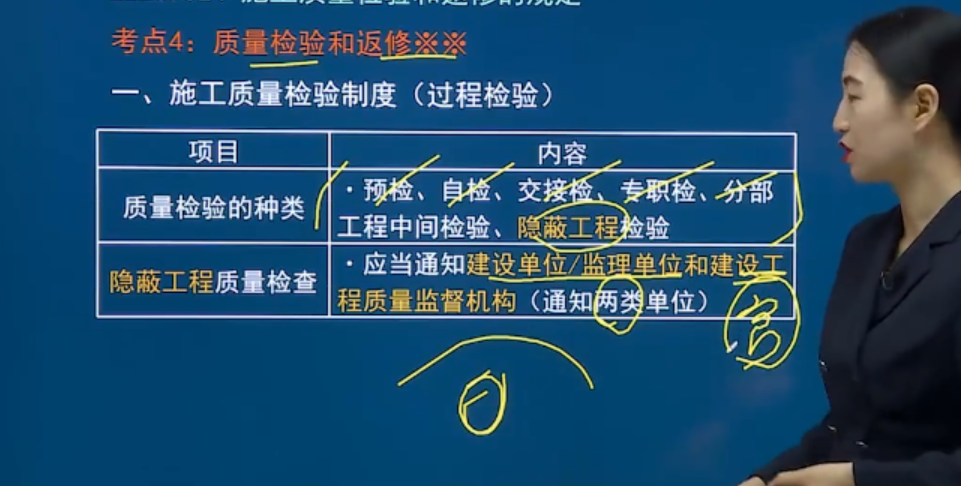 考点4：质量检验和返修※※
一、施工质量检验制度（过程检验）
项目
内容
质量检验的种类
·预检、自检、交接检、专职检、分部
工程中间检验、隐蔽工程检验
隐蔽工程质量检查
·应当通知建设单位/监理单位和建设工
程质量监督机构（通知两类单位）
官